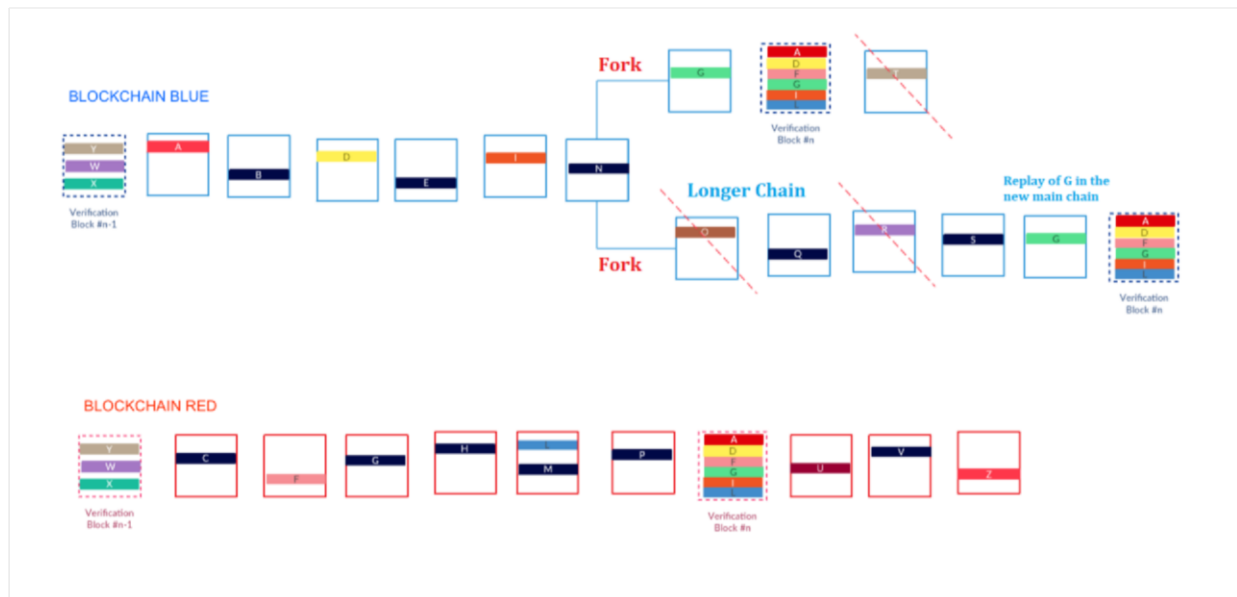 Fork
G
A
D
F
G
I
L
Verification
Block #n
BLOCKCHAIN BLUE
Y
W
X
Verification
Block #n-1
A
B
D
E
I
N
Longer Chain
Replay of G in the
new main chain
Fork
O
Q
R
S
G
A
D
F
G
I
L
Verification
Block #n
BLOCKCHAIN RED
Y
W
X
Verification
Block #n-1
C
F
G
H
L
M
P
A
D
F
G
I
L
Verification
Block #n
U
V
Z